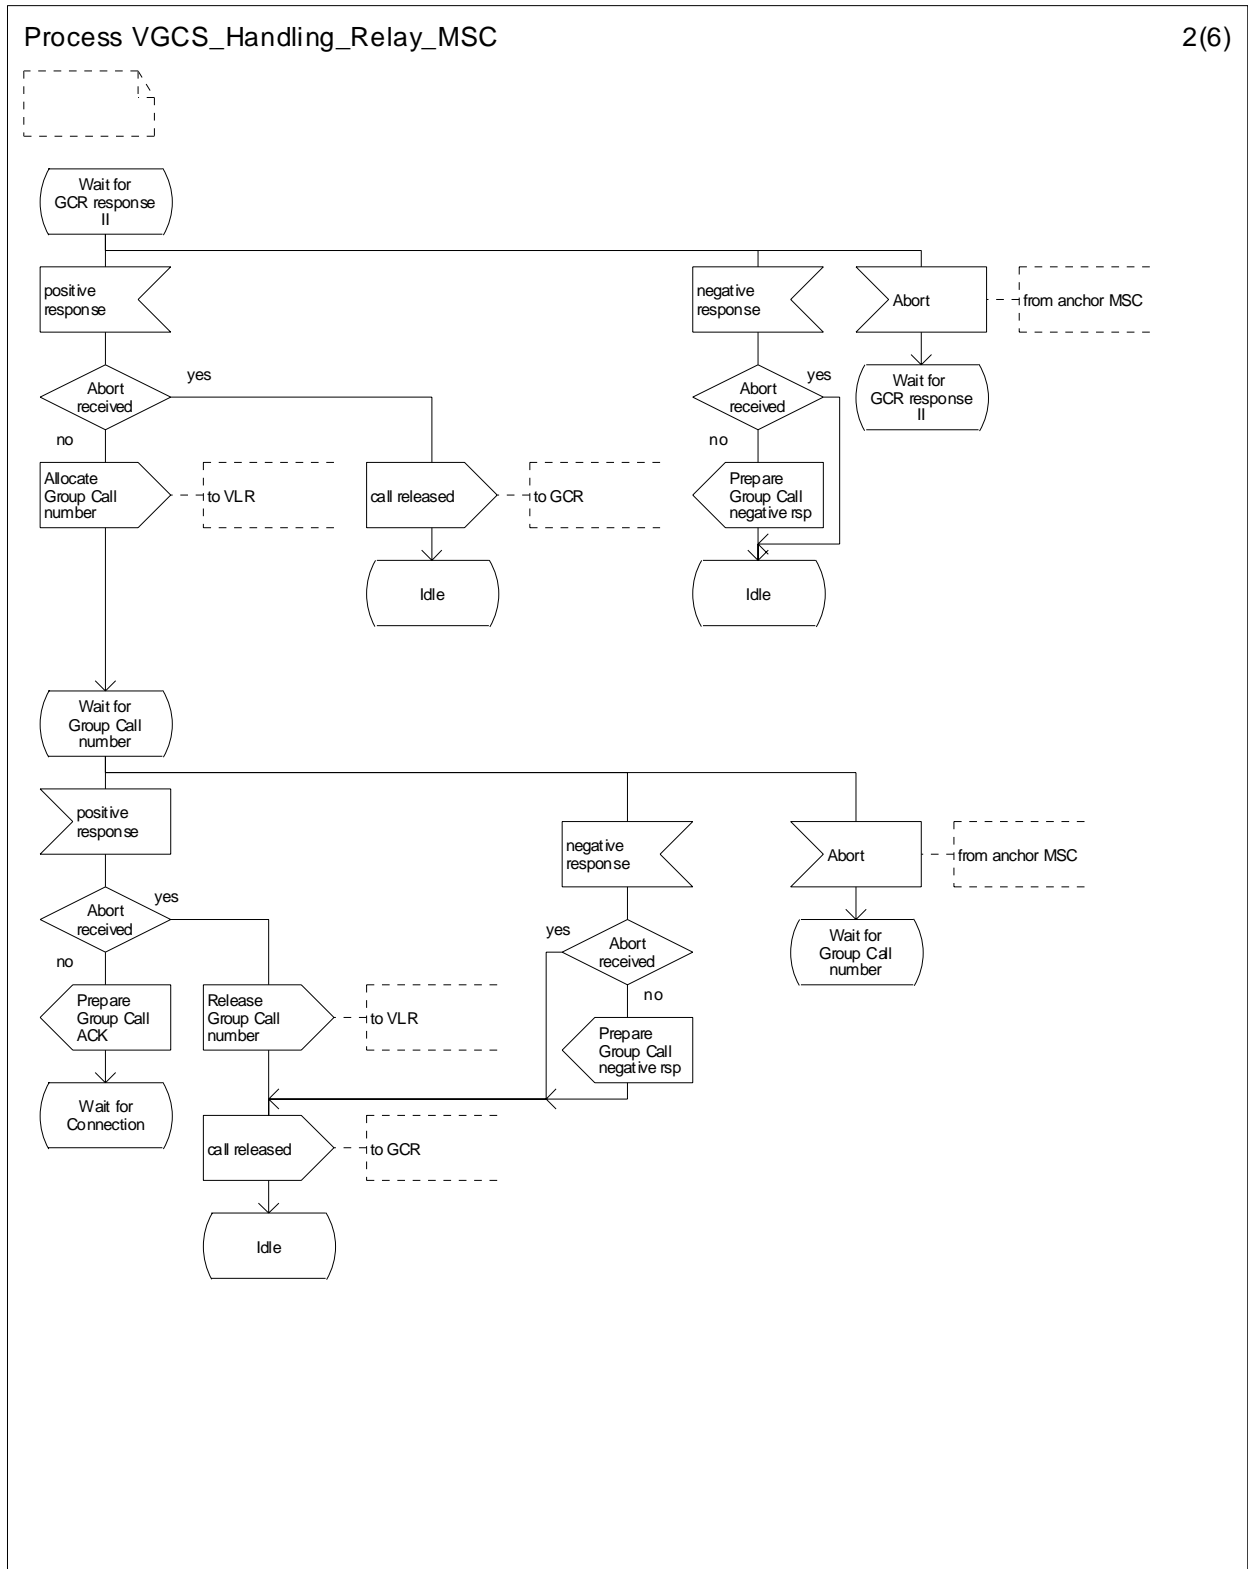 Process VGCS_Handling_Relay_MSC
2(6)
Wait for
GCR response
II
positive
response
negative
response
Abort
from anchor MSC
Abort
received
yes
no
Abort
received
yes
no
Wait for
GCR response
II
Allocate
Group Call
number
to VLR
call released
to GCR
Prepare
Group Call
negative rsp
Idle
Idle
Wait for
Group Call
number
positive
response
negative
response
Abort
from anchor MSC
Abort
received
yes
no
yes
Abort
received
no
Wait for
Group Call
number
Prepare
Group Call
ACK
Release
Group Call
number
to VLR
Prepare
Group Call
negative rsp
Wait for
Connection
call released
to GCR
Idle